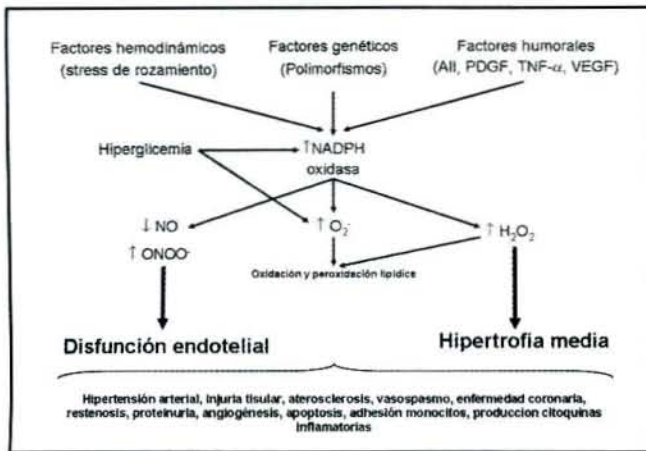 Factores hemodinámicos
(stress de rozamiento)
Factores genéticos
(Polimorfismos)
Factores humorales
(AII, PDGF, TNF-α, VEGF)
Hiperglicemia
↑NADPH
oxidasa
↓ NO
↑ ONOO-
↑ O2-
↑ H2O2
Oxidación y peroxidación lipídice
Disfunción endotelial
Hipertrofia media
Hipertensión arterial, injuria tisular, aterosclerosis, vasospasmo, enfermedad coronaria,
restenosis, proteinuria, angiogénesis, apoptosis, adhesión monocitos, produccion citoquinas
inflamatorias